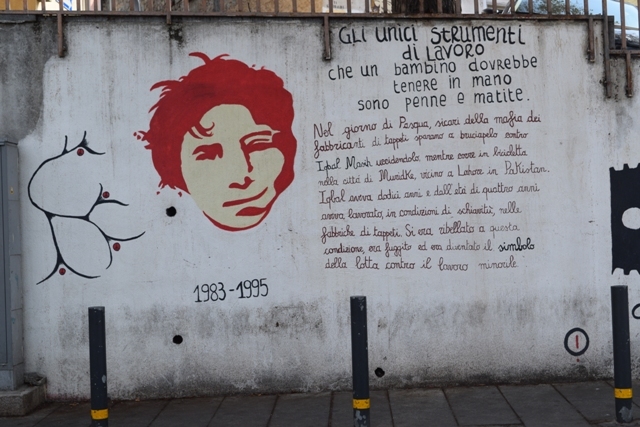 GLI UNICI STRUMENTI
DI LAVORO
CHE UN BAMBINO DOVREBBE
TENERE IN MANO
SONO PENNE E MATITE.
Nel giorno di Pasqua, sicari della mafia dei
fabbricanti di tappeti sparano a bruciapelo contro
Iqbal Masih uccidendolo mentre corre in bicicletta
nella città di Muridke, vicino a Lahore in Pakistan.
Iqbal aveva dodici anni e dall'età di quattro anni
aveva lavorato, in condizioni di schiavitù, nelle
fabbriche di tappeti. Si era ribellato a questa
condizione, era fuggito ed era diventato il simbolo
della lotta contro il lavoro minorile
1983-1995
1